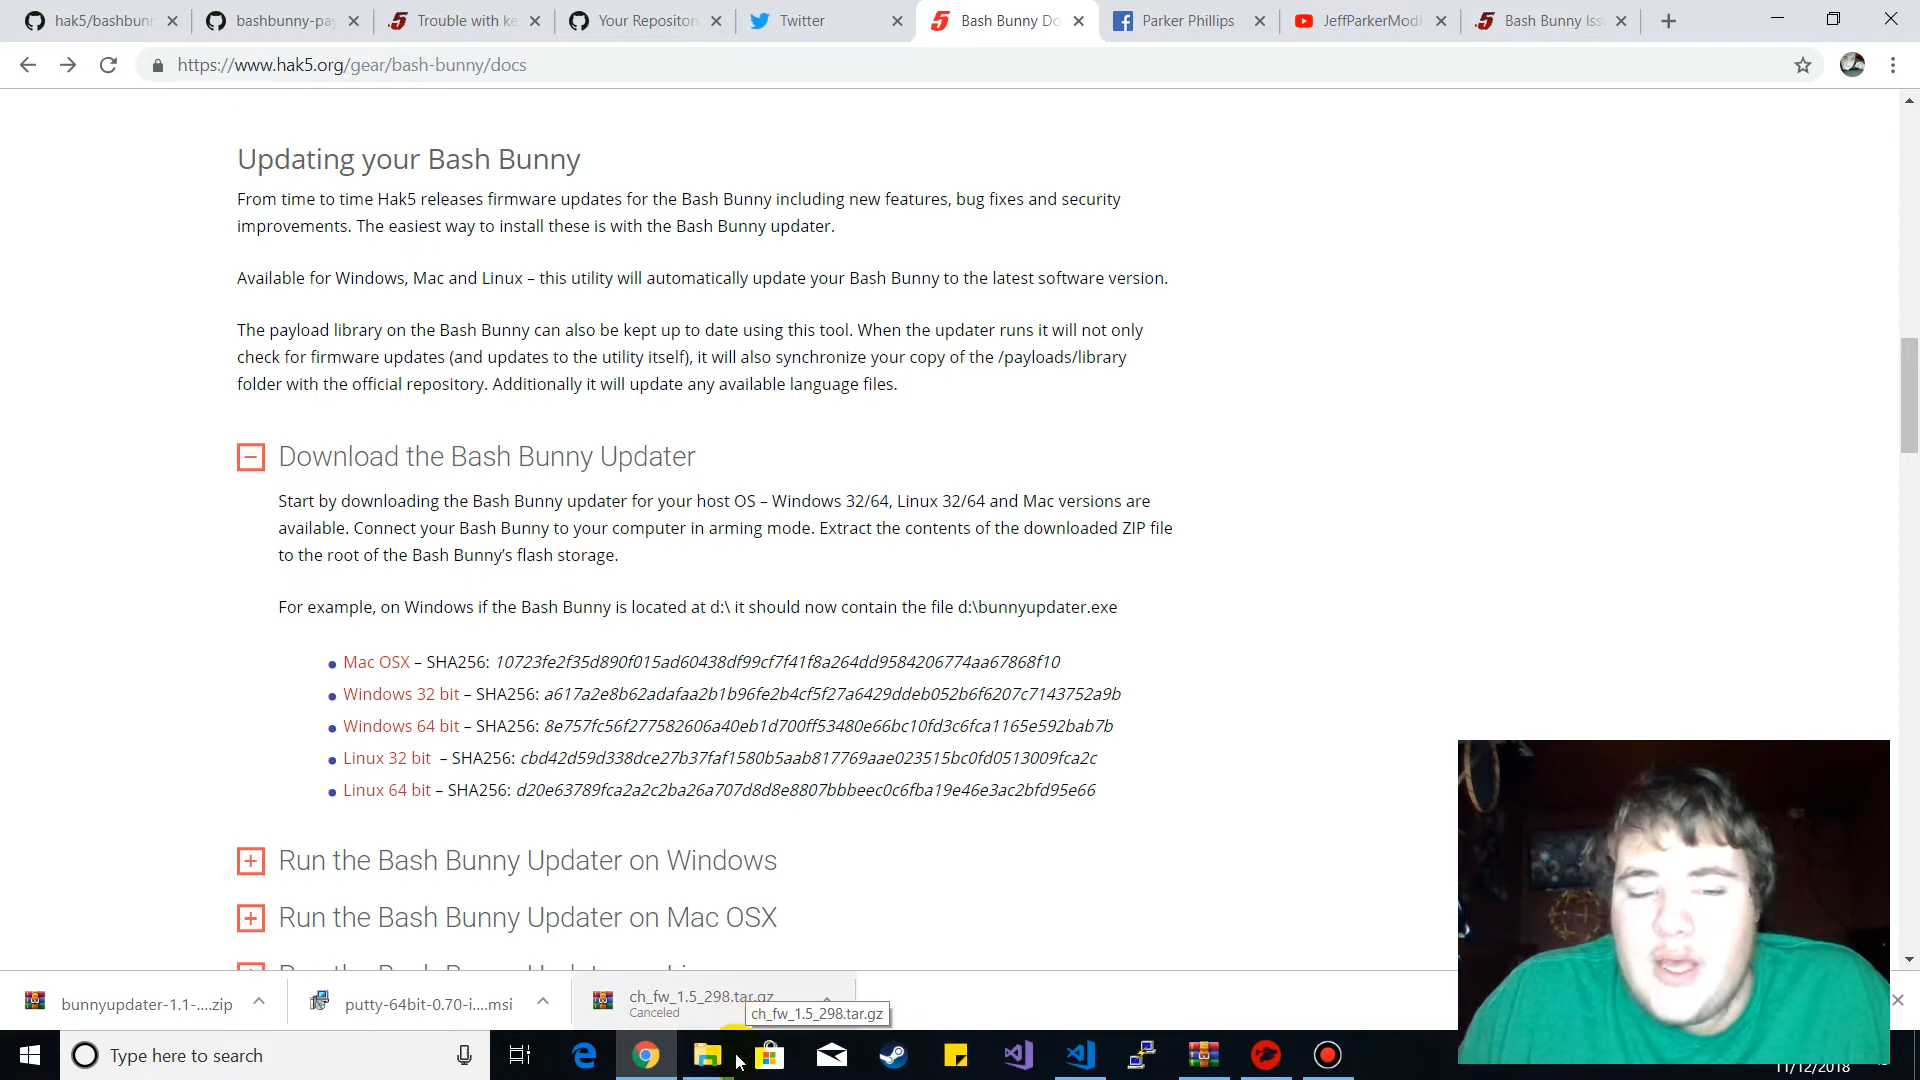 hak5/bashbunn
bashbunny-pay
Trouble with ke
Your Repositor
Twitter
Bash Bunny Do
Parker Phillips
JeffParkerModi
Bash Bunny Iss
https://www.hak5.org/gear/bash-bunny/docs
Updating your Bash Bunny
From time to time Hak5 releases firmware updates for the Bash Bunny including new features, bug fixes and security
improvements. The easiest way to install these is with the Bash Bunny updater.
Available for Windows, Mac and Linux – this utility will automatically update your Bash Bunny to the latest software version.
The payload library on the Bash Bunny can also be kept up to date using this tool. When the updater runs it will not only
check for firmware updates (and updates to the utility itself), it will also synchronize your copy of the /payloads/library
folder with the official repository. Additionally it will update any available language files.
Download the Bash Bunny Updater
Start by downloading the Bash Bunny updater for your host OS – Windows 32/64, Linux 32/64 and Mac versions are
available. Connect your Bash Bunny to your computer in arming mode. Extract the contents of the downloaded ZIP file
to the root of the Bash Bunny’s flash storage.
For example, on Windows if the Bash Bunny is located at d:\ it should now contain the file d:\bunnyupdater.exe
Mac OSX – SHA256: 10723fe2f35d890f015ad60438df99cf7f41f8a264dd9584206774aa67868f10
Windows 32 bit – SHA256: a617a2e8b62adafaa2b1b96fe2b4cf5f27a6429ddeb052b6f6207c7143752a9b
Windows 64 bit – SHA256: 8e757fc56f277582606a40eb1d700ff53480e66bc10fd3c6fca1165e592bab7b
Linux 32 bit – SHA256: cbd42d59d338dce27b37faf1580b5aab817769aae023515bc0fd0513009fca2c
Linux 64 bit – SHA256: d20e63789fca2a2c2ba26a707d8d8e8807bbbeec0c6fba19e46e3ac2bfd95e66
Run the Bash Bunny Updater on Windows
Run the Bash Bunny Updater on Mac OSX
bunnyupdater-1.1-....zip
putty-64bit-0.70-i....msi
ch_fw_1.5_298.tar.gz
Canceled
ch_fw_1.5_298.tar.gz
Type here to search
11/12/2018